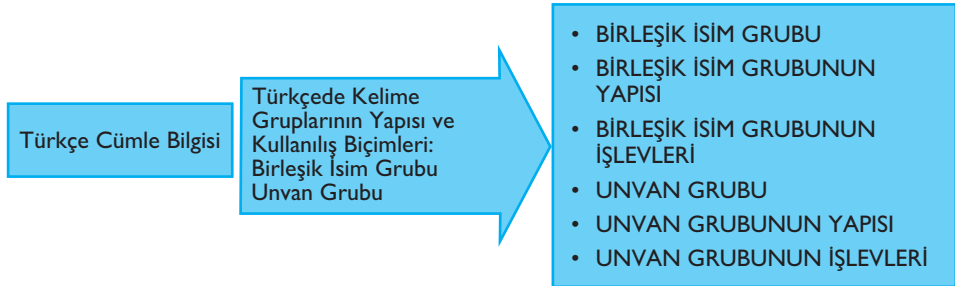 Türkçe Cümle Bilgisi
Türkçede Kelime
Gruplarının Yapısı ve
Kullanılış Biçimleri:
Birleşik İsim Grubu
Unvan Grubu
• BİRLEŞİK İSİM GRUBU
• BİRLEŞİK İSİM GRUBUNUN
YAPISI
• BİRLEŞİK İSİM GRUBUNUN
İŞLEVLERİ
• UNVAN GRUBU
• UNVAN GRUBUNUN YAPISI
• UNVAN GRUBUNUN İŞLEVLERİ